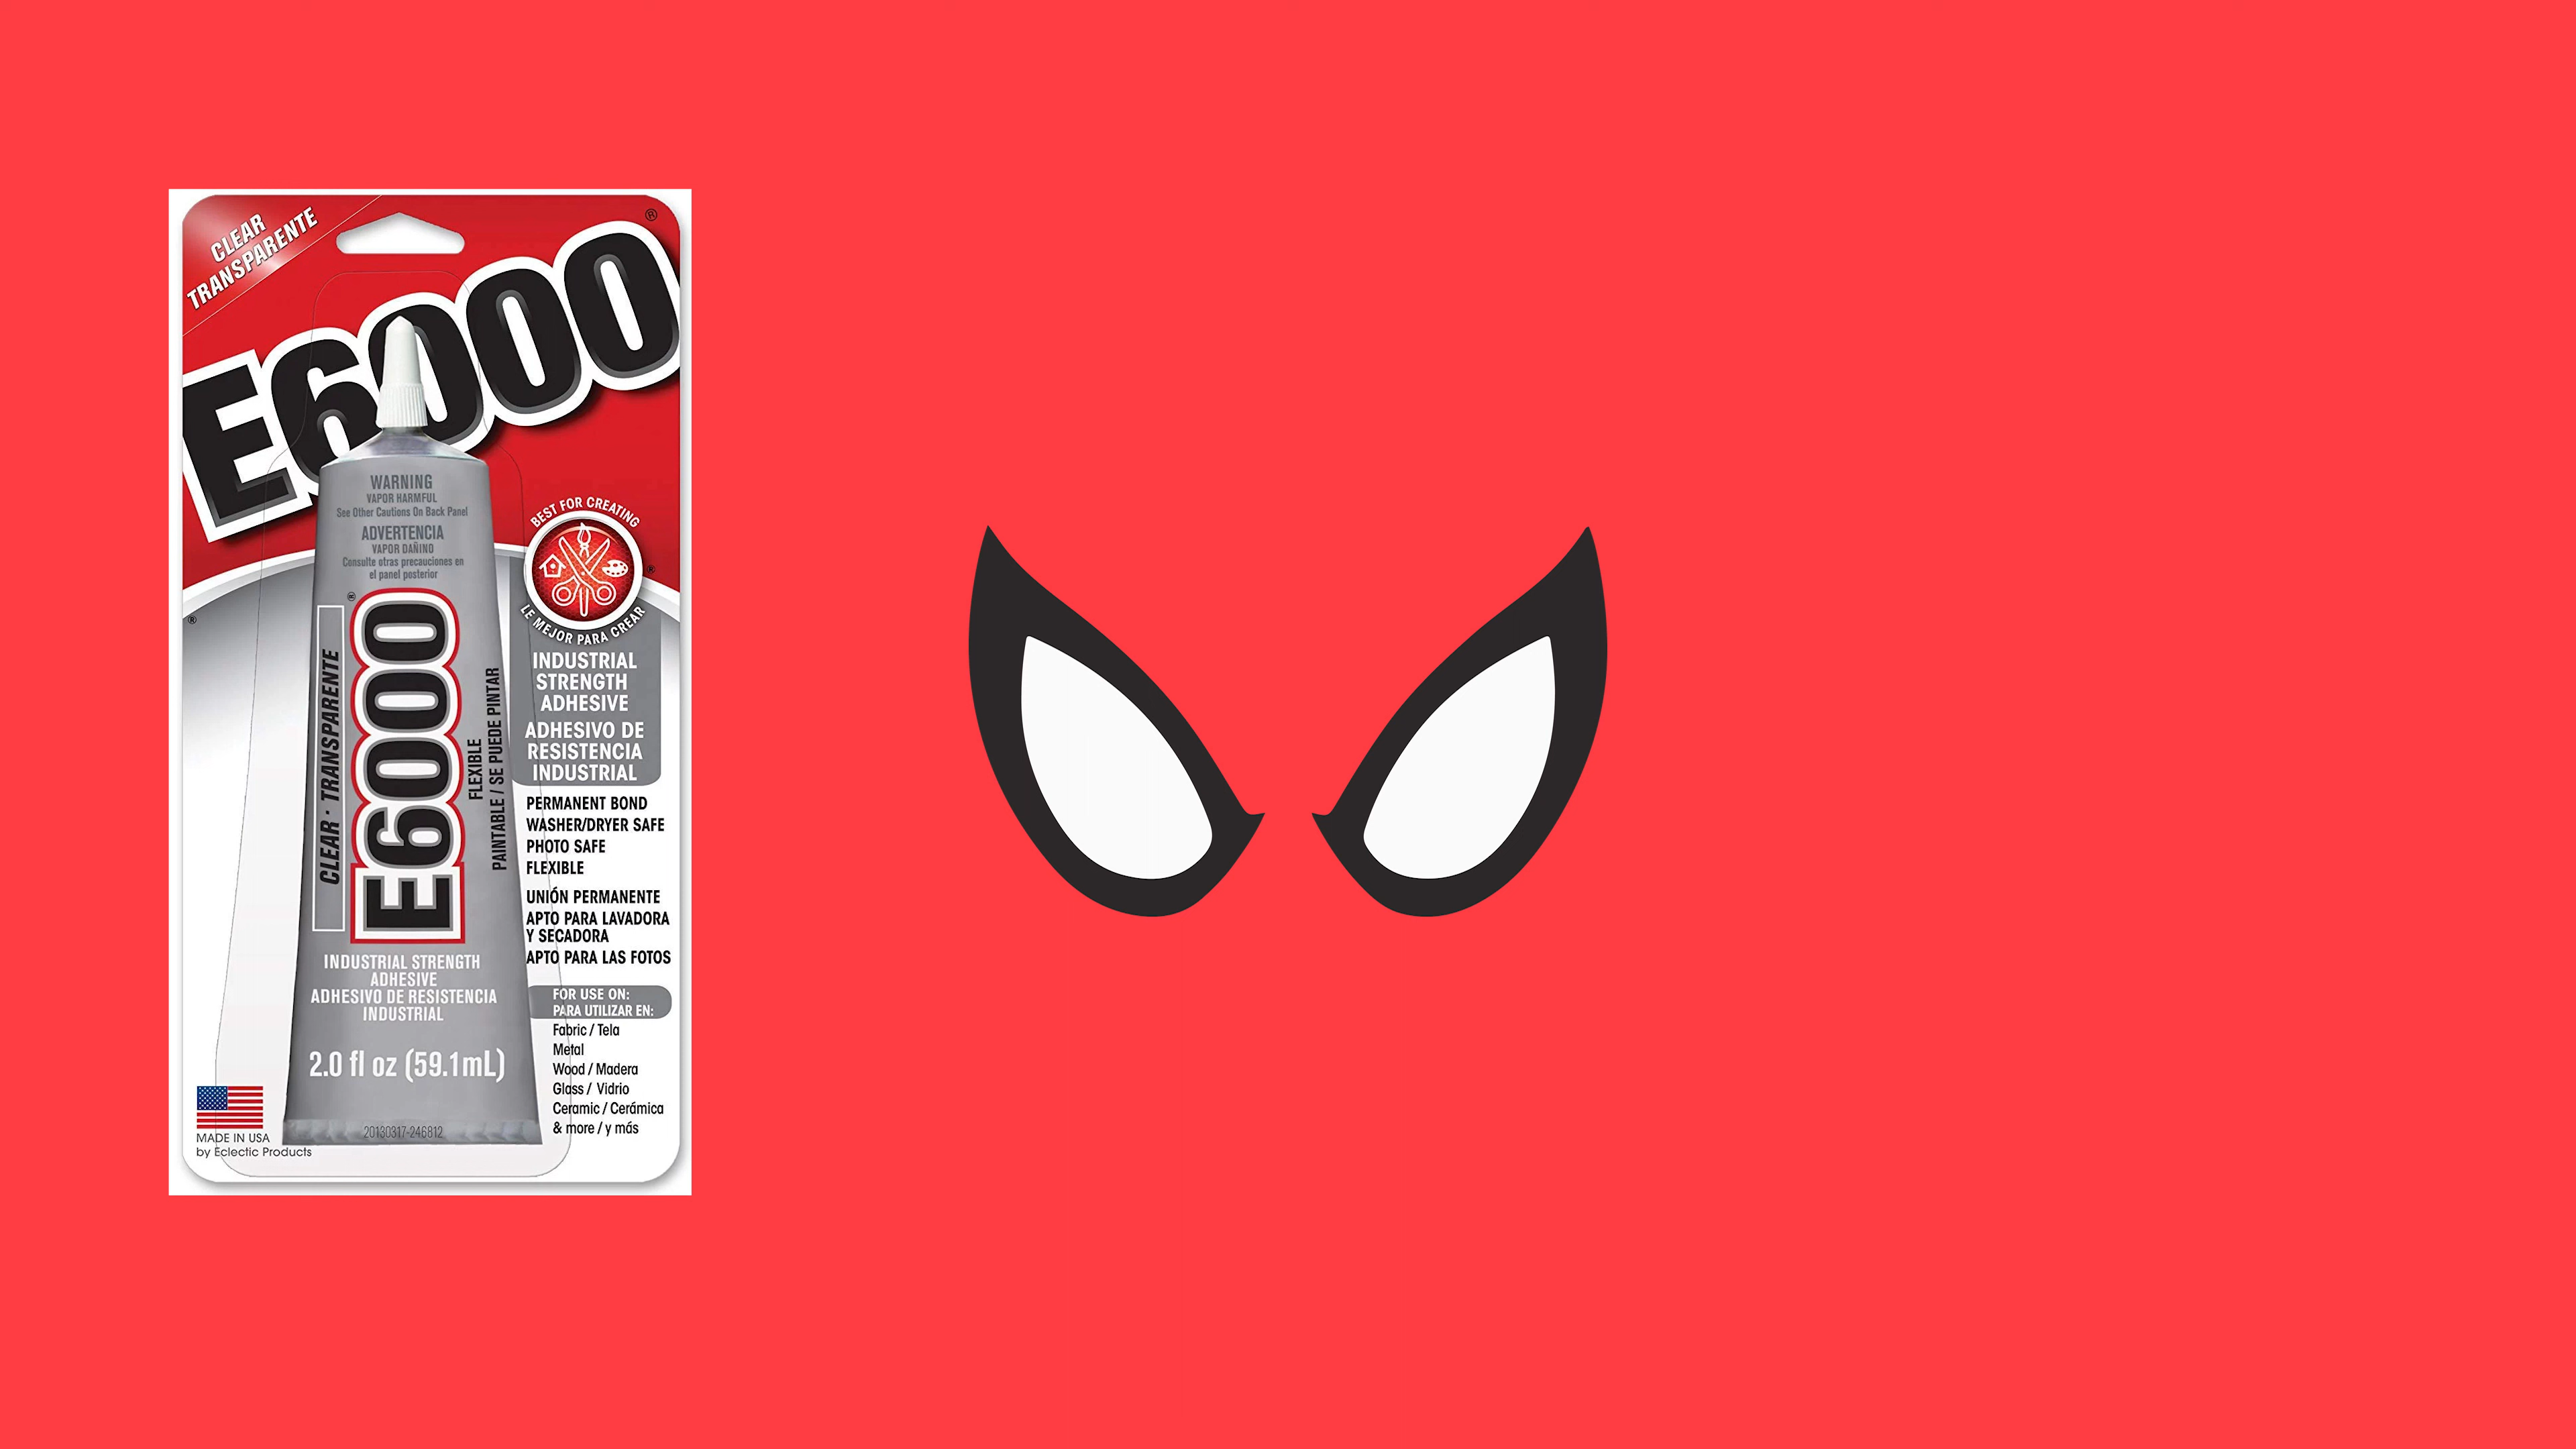 CLEAR
TRANSPARENTE
E6000®
WARNING
VAPOR HARMFUL
See Other Cautions On Back Panel
ADVERTENCIA
VAPOR DAÑINO
Consulte otras precauciones en
el panel posterior
CLEAR · TRANSPARENTE
E6000®
FLEXIBLE
PAINTABLE / SE PUEDE PINTAR
INDUSTRIAL STRENGTH
ADHESIVE
ADHESIVO DE RESISTENCIA
INDUSTRIAL
2.0 fl oz (59.1mL)
20130317-246812
BEST FOR CREATING
LE MEJOR PARA CREAR
®
INDUSTRIAL
STRENGTH
ADHESIVE
ADHESIVO DE
RESISTENCIA
INDUSTRIAL
PERMANENT BOND
WASHER/DRYER SAFE
PHOTO SAFE
FLEXIBLE
UNIÓN PERMANENTE
APTO PARA LAVADORA
Y SECADORA
APTO PARA LAS FOTOS
FOR USE ON:
PARA UTILIZAR EN:
Fabric / Tela
Metal
Wood / Madera
Glass / Vidrio
Ceramic / Cerámica
& more / y más
®
MADE IN USA
by Eclectic Products